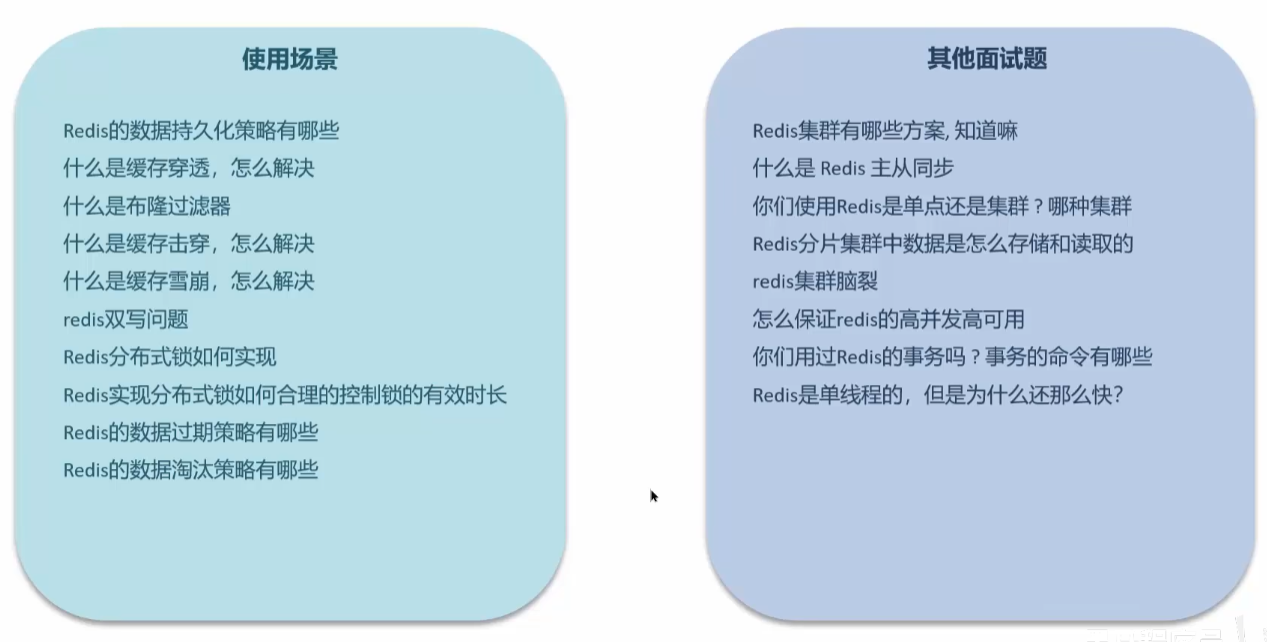 使用场景
Redis的数据持久化策略有哪些
什么是缓存穿透，怎么解决
什么是布隆过滤器
什么是缓存击穿，怎么解决
什么是缓存雪崩，怎么解决
redis双写问题
Redis分布式锁如何实现
Redis实现分布式锁如何合理的控制锁的有效时长
Redis的数据过期策略有哪些
Redis的数据淘汰策略有哪些
其他面试题
Redis集群有哪些方案, 知道嘛
什么是 Redis 主从同步
你们使用Redis是单点还是集群？哪种集群
Redis分片集群中数据是怎么存储和读取的
redis集群脑裂
怎么保证redis的高并发高可用
你们用过Redis的事务吗？事务的命令有哪些
Redis是单线程的，但是为什么还那么快?